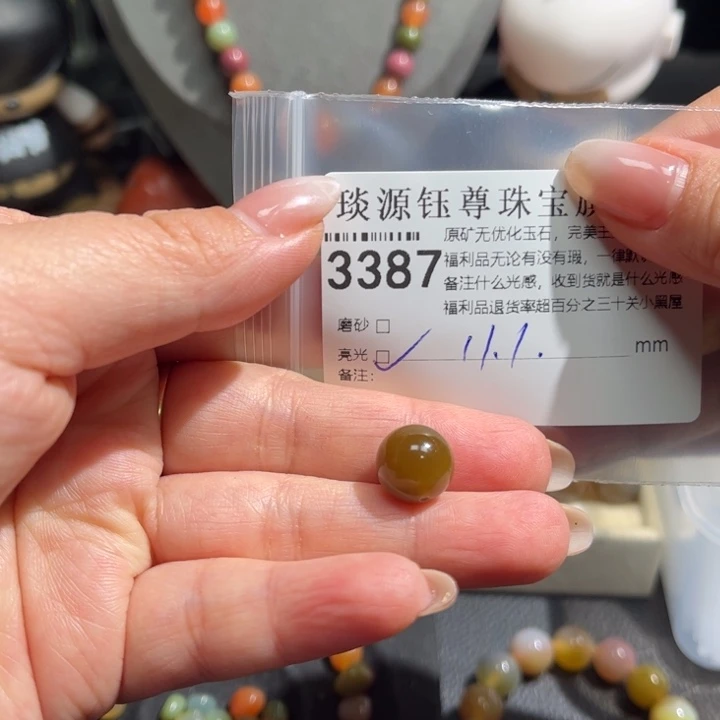 琰源钰尊珠宝旗
原矿无优化玉石，完美主
3387
福利品无论有没有瑕，一律默
备注什么光感，收到货就是什么光感
福利品退货率超百分之三十关小黑屋
磨砂 □
亮光 □✓ 11.1. mm
备注: